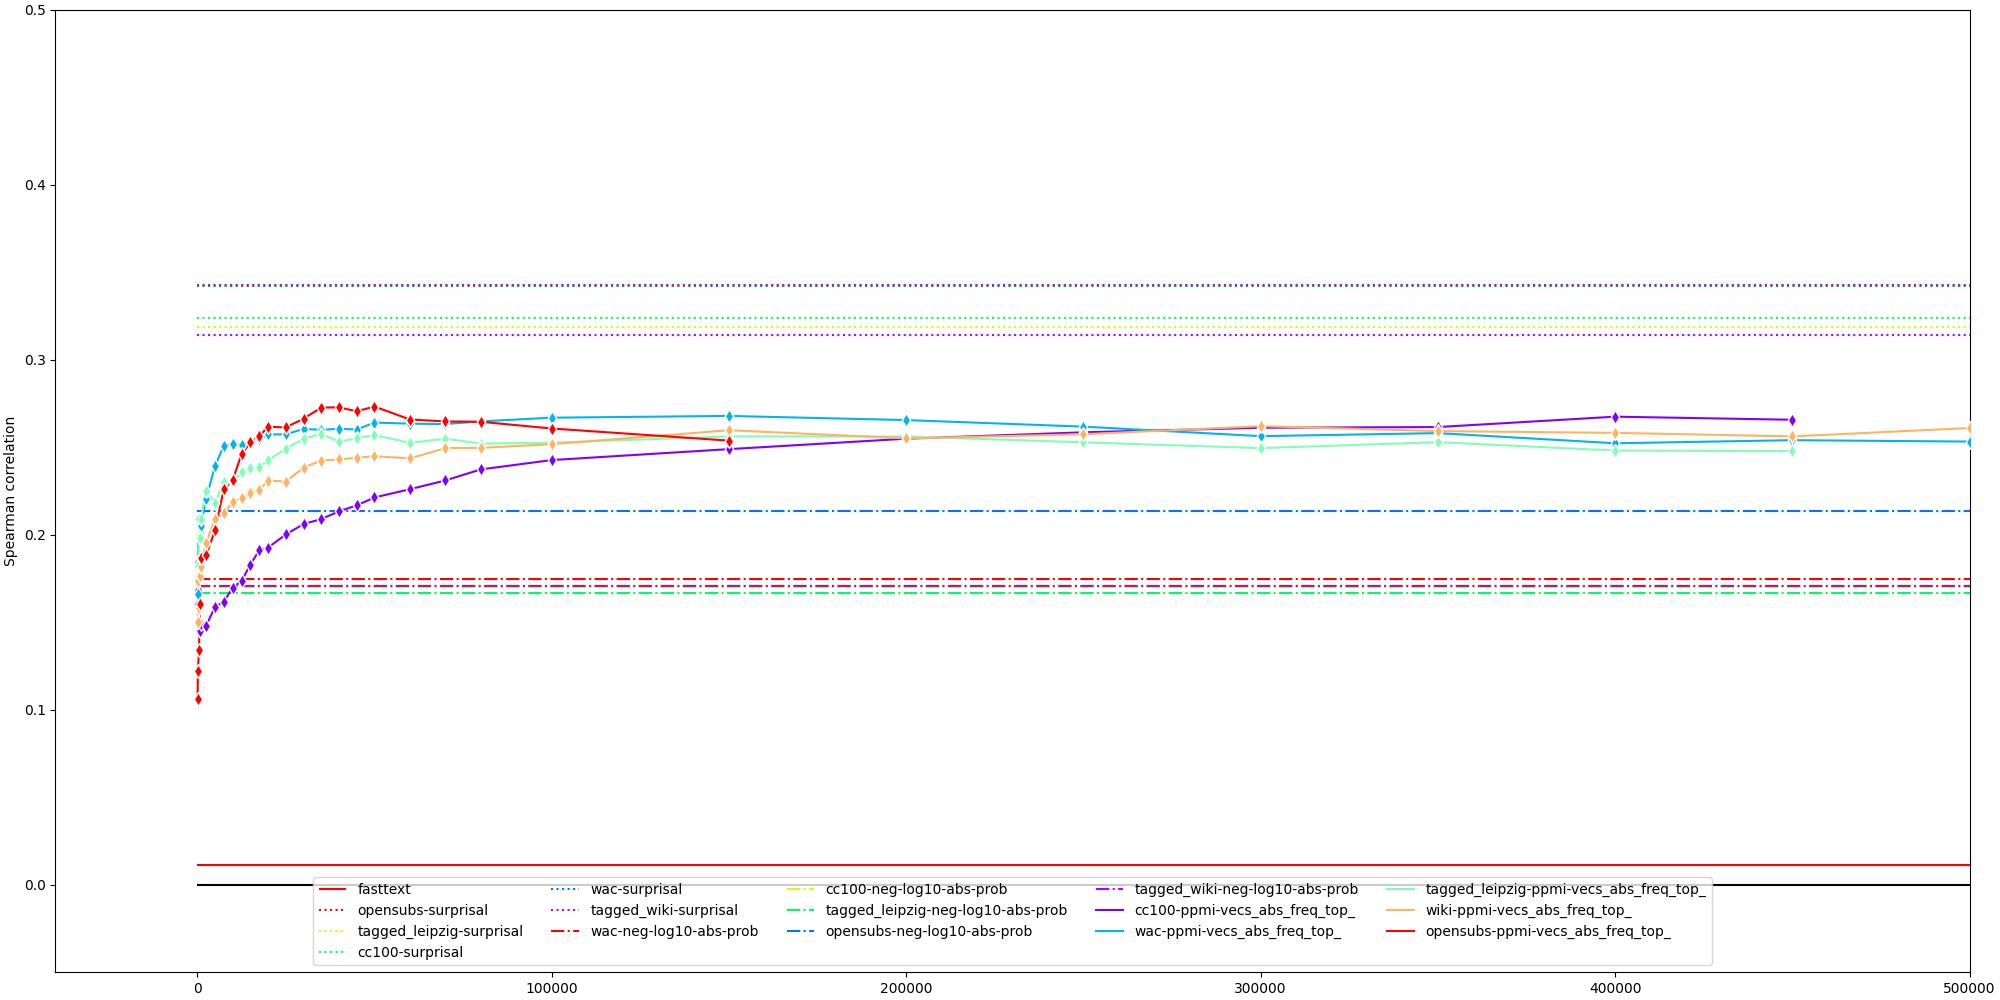 0.5
0.4
0.3
0.2
0.1
0.0
Spearman correlation
fasttext
opensubs-surprisal
tagged_leipzig-surprisal
cc100-surprisal
wac-surprisal
tagged_wiki-surprisal
wac-neg-log10-abs-prob
cc100-neg-log10-abs-prob
tagged_leipzig-neg-log10-abs-prob
opensubs-neg-log10-abs-prob
tagged_wiki-neg-log10-abs-prob
cc100-ppmi-vecs_abs_freq_top_
wac-ppmi-vecs_abs_freq_top_
tagged_leipzig-ppmi-vecs_abs_freq_top_
wiki-ppmi-vecs_abs_freq_top_
opensubs-ppmi-vecs_abs_freq_top_
0
100000
200000
300000
400000
500000